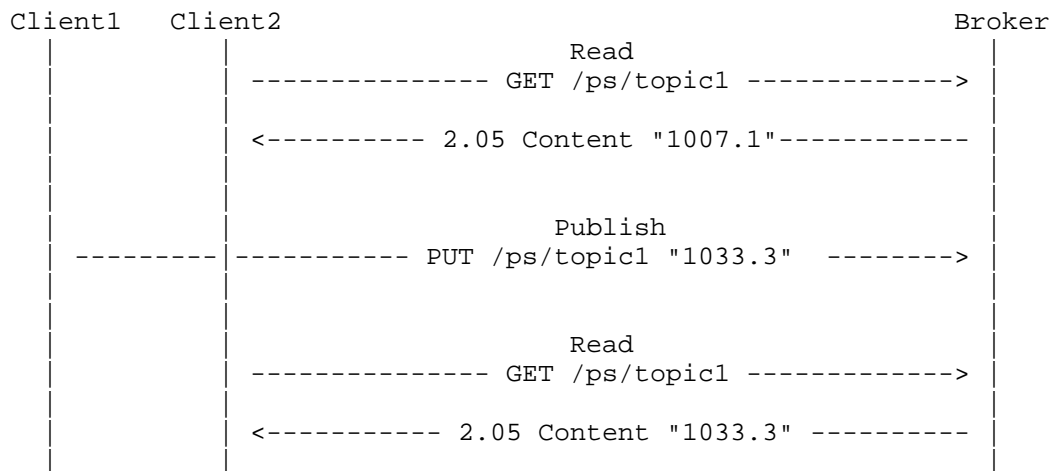 Client1 Client2 Broker
Read
--------------- GET /ps/topic1 ------------->
<---------- 2.05 Content "1007.1"------------
Publish
---------|----------- PUT /ps/topic1 "1033.3" -------->
Read
--------------- GET /ps/topic1 ------------->
<----------- 2.05 Content "1033.3" ----------